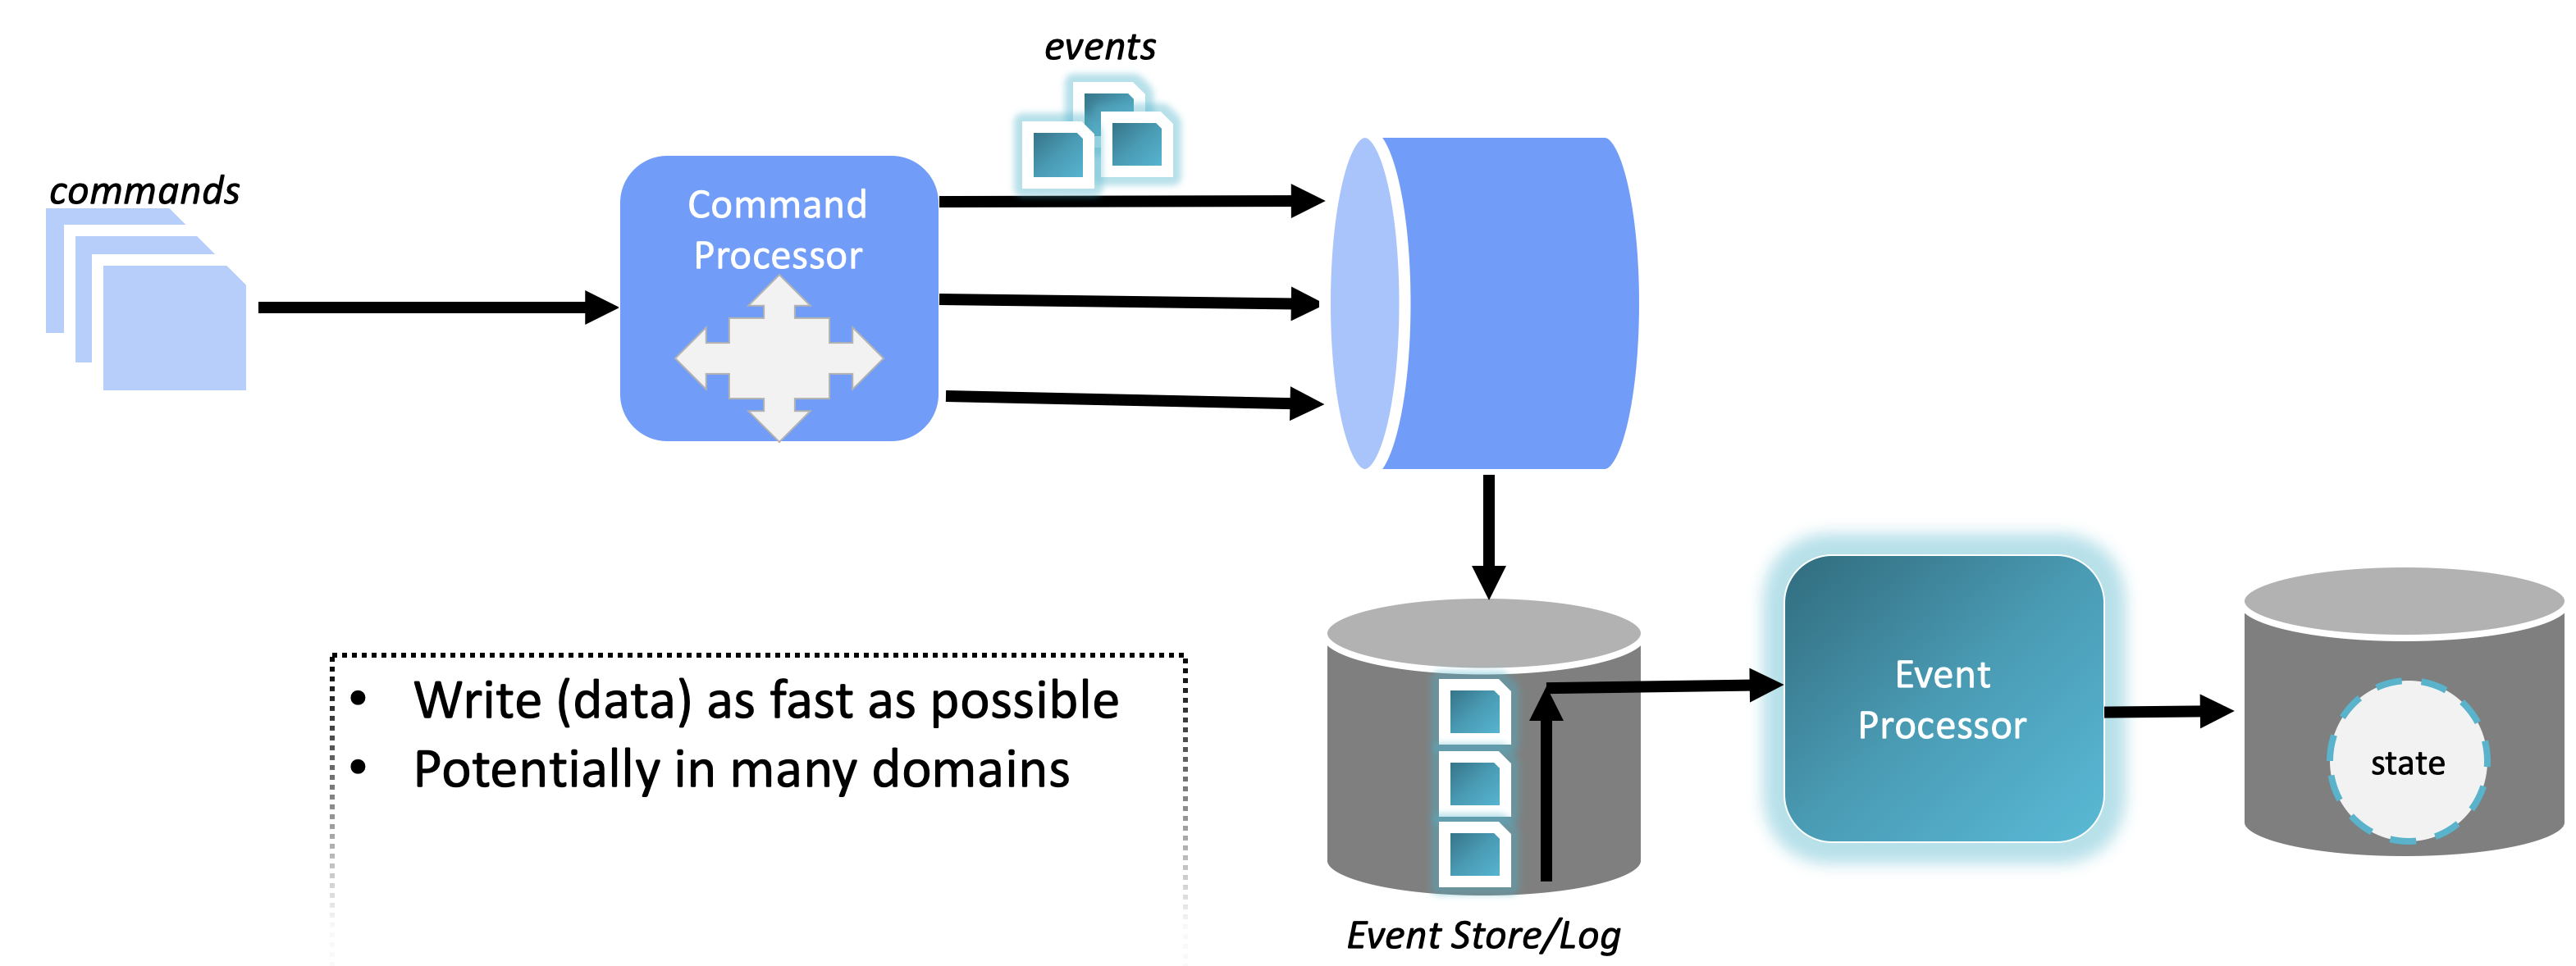 events
commands
Command
Processor
• Write (data) as fast as possible
• Potentially in many domains
Event
Processor
state
Event Store/Log